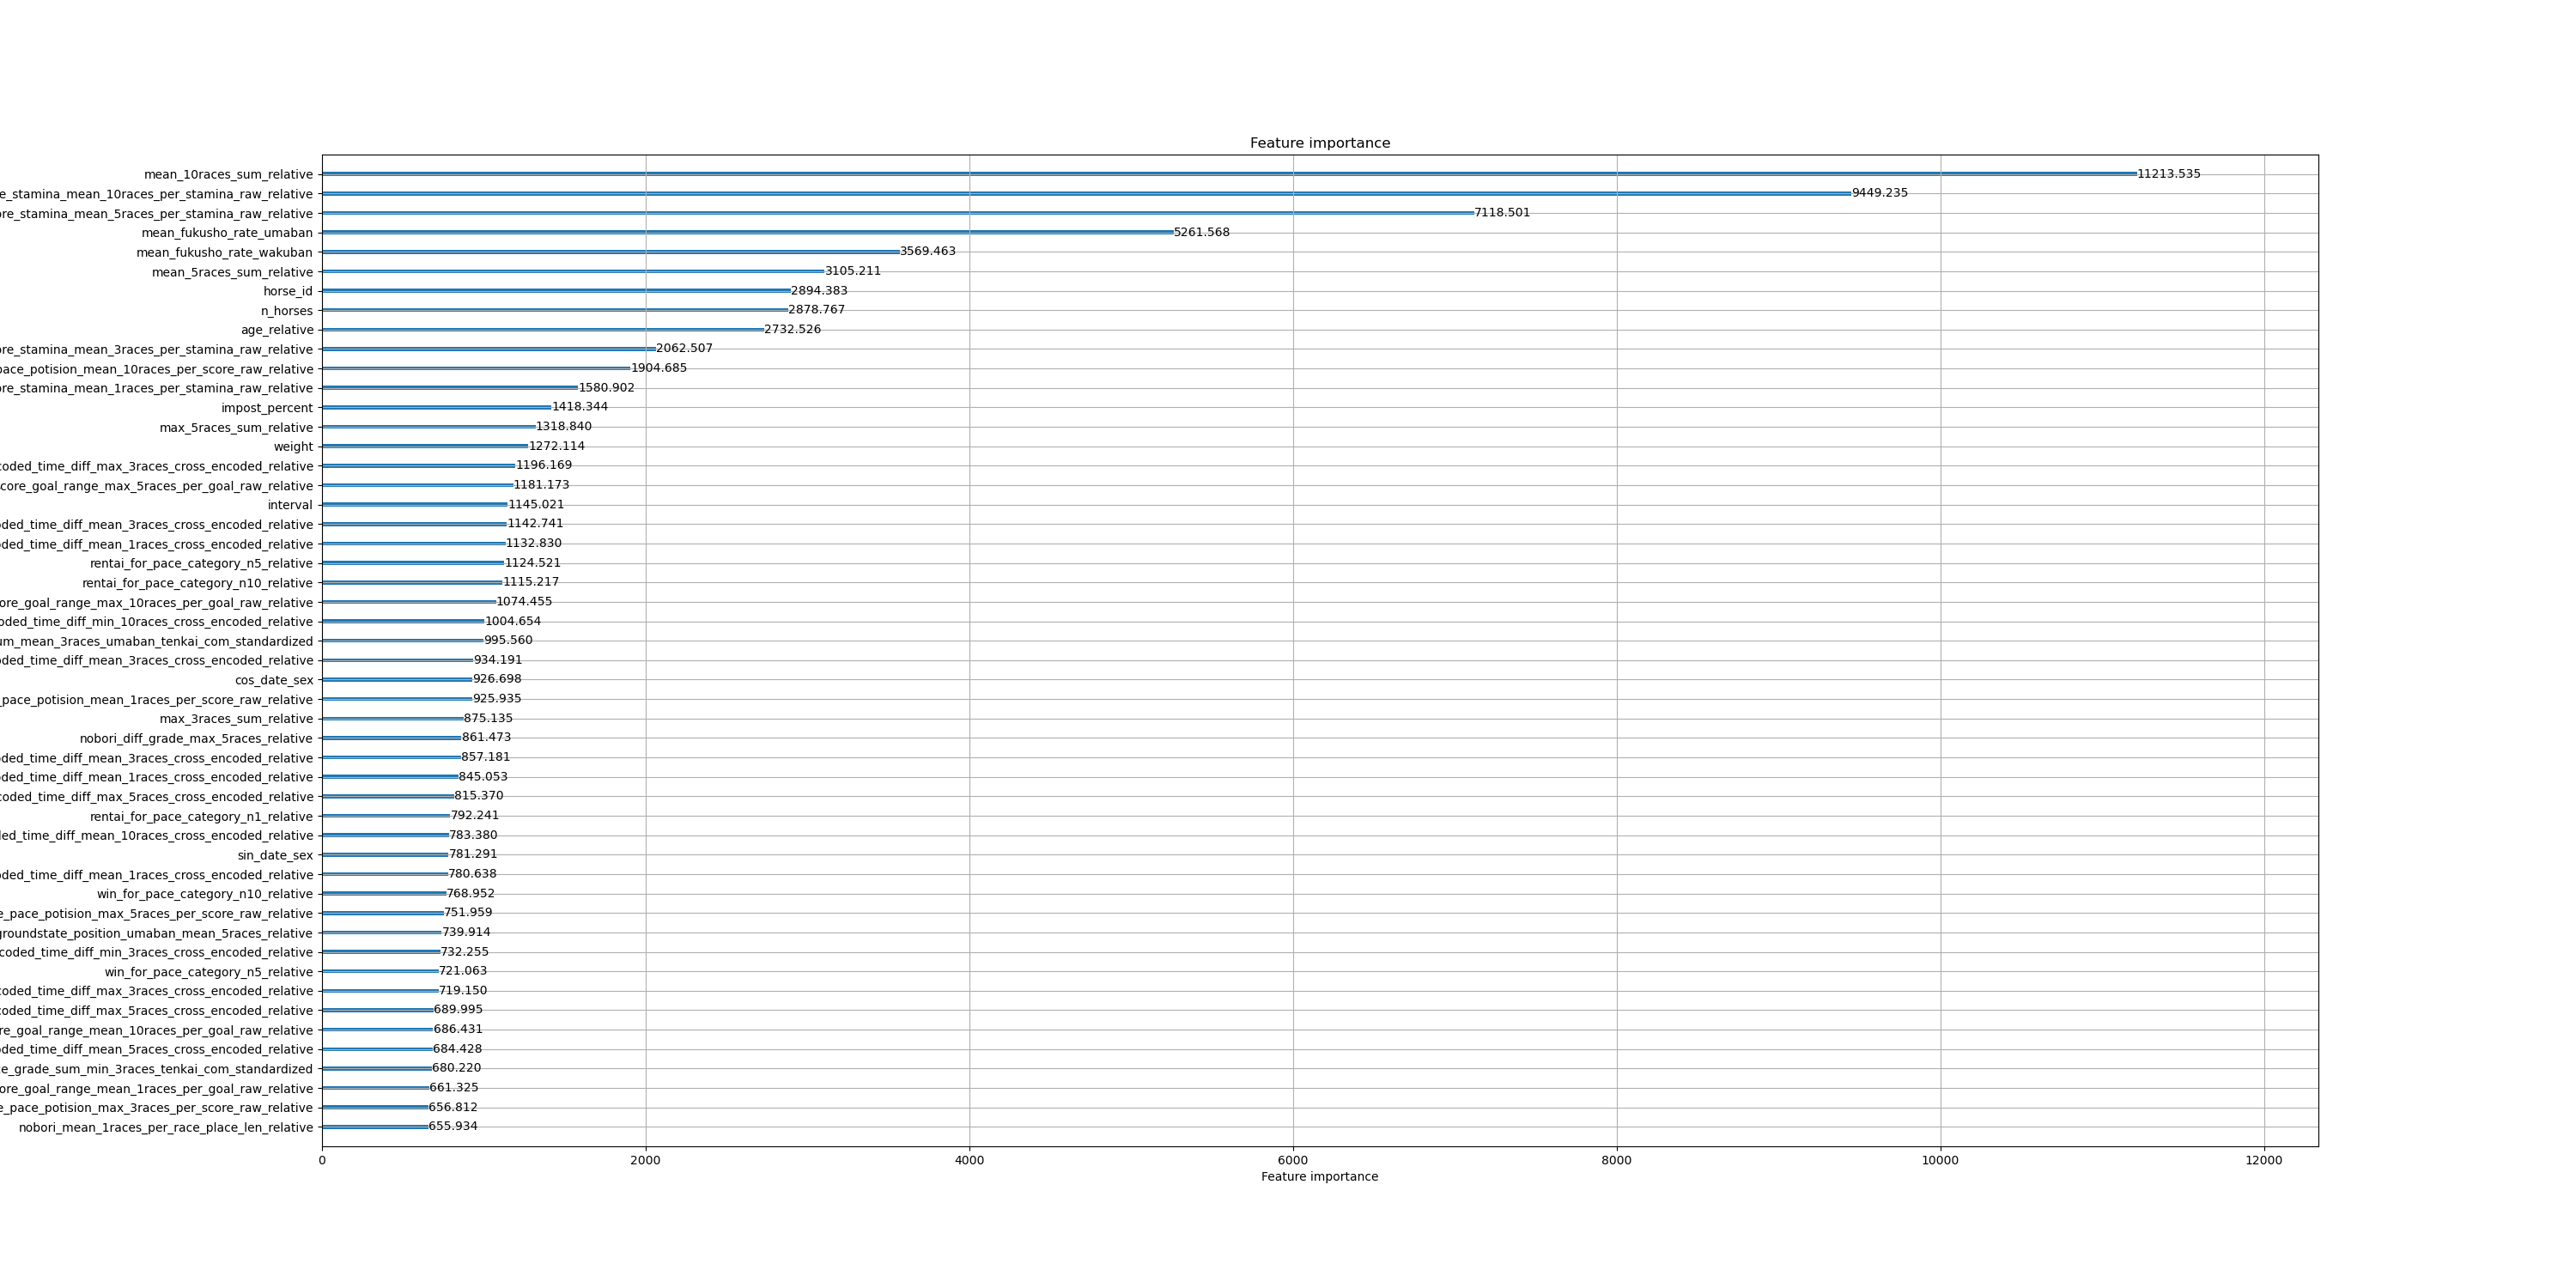 Feature importance
mean_10races_sum_relative 11213.535
e_stamina_mean_10races_per_stamina_raw_relative 9449.235
ore_stamina_mean_5races_per_stamina_raw_relative 7118.501
mean_fukusho_rate_umaban 5261.568
mean_fukusho_rate_wakuban 3569.463
mean_5races_sum_relative 3105.211
horse_id 2894.383
n_horses 2878.767
age_relative 2732.526
ore_stamina_mean_3races_per_stamina_raw_relative 2062.507
pace_potision_mean_10races_per_score_raw_relative 1904.685
ore_stamina_mean_1races_per_stamina_raw_relative 1580.902
impost_percent 1418.344
max_5races_sum_relative 1318.840
weight 1272.114
coded_time_diff_max_3races_cross_encoded_relative 1196.169
core_goal_range_max_5races_per_goal_raw_relative 1181.173
interval 1145.021
oded_time_diff_mean_3races_cross_encoded_relative 1142.741
oded_time_diff_mean_1races_cross_encoded_relative 1132.830
rentai_for_pace_category_n5_relative 1124.521
rentai_for_pace_category_n10_relative 1115.217
ore_goal_range_max_10races_per_goal_raw_relative 1074.455
oded_time_diff_min_10races_cross_encoded_relative 1004.654
um_mean_3races_umaban_tenkai_com_standardized 995.560
oded_time_diff_mean_3races_cross_encoded_relative 934.191
cos_date_sex 926.698
_pace_potision_mean_1races_per_score_raw_relative 925.935
max_3races_sum_relative 875.135
nobori_diff_grade_max_5races_relative 861.473
oded_time_diff_mean_3races_cross_encoded_relative 857.181
oded_time_diff_mean_1races_cross_encoded_relative 845.053
coded_time_diff_max_5races_cross_encoded_relative 815.370
rentai_for_pace_category_n1_relative 792.241
ded_time_diff_mean_10races_cross_encoded_relative 783.380
sin_date_sex 781.291
oded_time_diff_mean_1races_cross_encoded_relative 780.638
win_for_pace_category_n10_relative 768.952
e_pace_potision_max_5races_per_score_raw_relative 751.959
groundstate_position_umaban_mean_5races_relative 739.914
coded_time_diff_min_3races_cross_encoded_relative 732.255
win_for_pace_category_n5_relative 721.063
coded_time_diff_max_3races_cross_encoded_relative 719.150
coded_time_diff_max_5races_cross_encoded_relative 689.995
re_goal_range_mean_10races_per_goal_raw_relative 686.431
oded_time_diff_mean_5races_cross_encoded_relative 684.428
e_grade_sum_min_3races_tenkai_com_standardized 680.220
ore_goal_range_mean_1races_per_goal_raw_relative 661.325
e_pace_potision_max_3races_per_score_raw_relative 656.812
nobori_mean_1races_per_race_place_len_relative 655.934
0 2000 4000 6000 8000 10000 12000
Feature importance